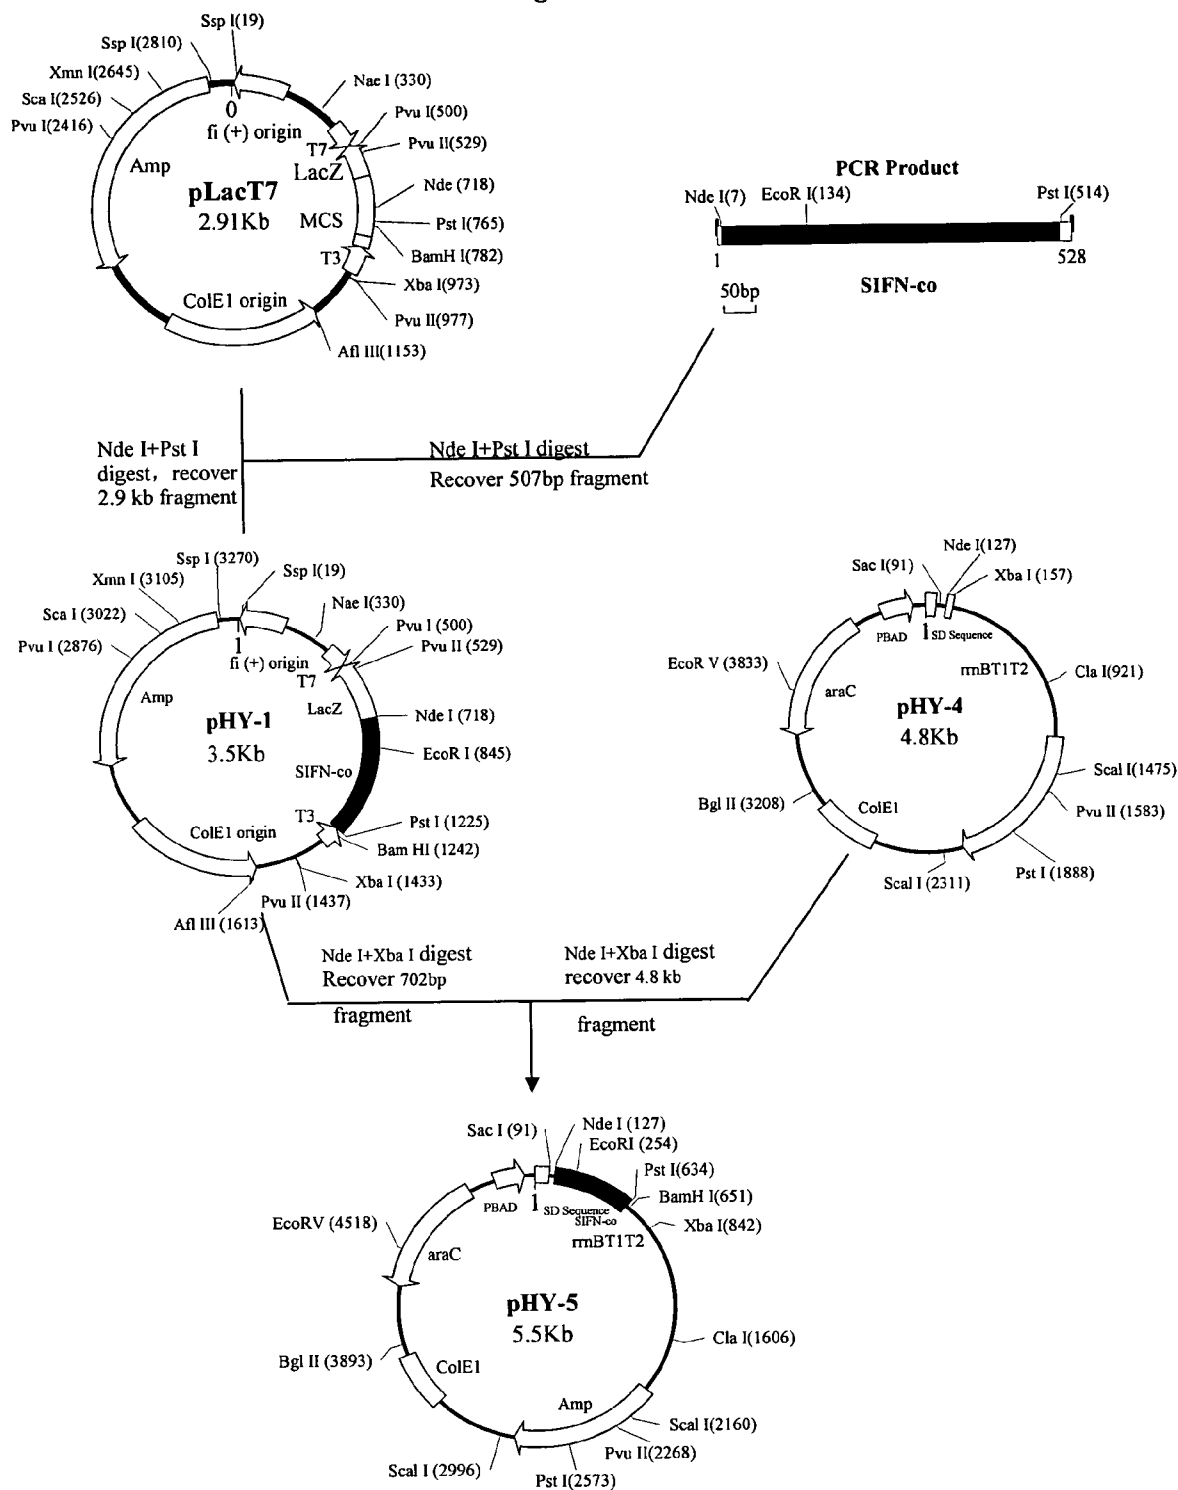 Ssp I(19)
Ssp I(2810)
Xmn I(2645)
Sca I(2526)
Pvu I(2416)
Nae I (330)
Pvu I(500)
Pvu II(529)
Nde (718)
Pst I(765)
BamH I(782)
Xba I(973)
Pvu II(977)
Afl III(1153)
0
fi (+) origin
T7
LacZ
Amp
pLacT7
2.91Kb
MCS
T3
ColE1 origin
PCR Product
Nde I(7)
EcoR I(134)
Pst I(514)
1
528
50bp
SIFN-co
Nde I+Pst I
digest, recover
2.9 kb fragment
Nde I+Pst I digest
Recover 507bp fragment
Ssp I (3270)
Ssp I(19)
Xmn I (3105)
Sca I (3022)
Pvu I (2876)
Nae I(330)
Pvu I (500)
Pvu II (529)
Nde I (718)
EcoR I (845)
Pst I (1225)
Bam HI (1242)
Xba I (1433)
Pvu II (1437)
Afl III (1613)
1
fi (+) origin
T7
Amp
LacZ
pHY-1
3.5Kb
SIFN-co
T3
ColE1 origin
Nde I(127)
Sac I(91)
Xba I (157)
PBAD
1
SD Sequence
rrnBT1T2
Cla I(921)
EcoR V (3833)
araC
pHY-4
4.8Kb
Scal I(1475)
Pvu II (1583)
Bgl II (3208)
ColE1
Pst I (1888)
Scal I (2311)
Nde I+Xba I digest
Recover 702bp
fragment
Nde I+Xba I digest
recover 4.8 kb
fragment
Sac I (91)
Nde I (127)
EcoRI (254)
Pst I(634)
BamH I(651)
Xba I(842)
PBAD
1
SD Sequence
SIFN-co
rrnBT1T2
EcoRV (4518)
araC
pHY-5
5.5Kb
Cla I(1606)
Bgl II (3893)
ColE1
Amp
Scal I(2160)
Pvu II(2268)
Scal I (2996)
Pst I(2573)